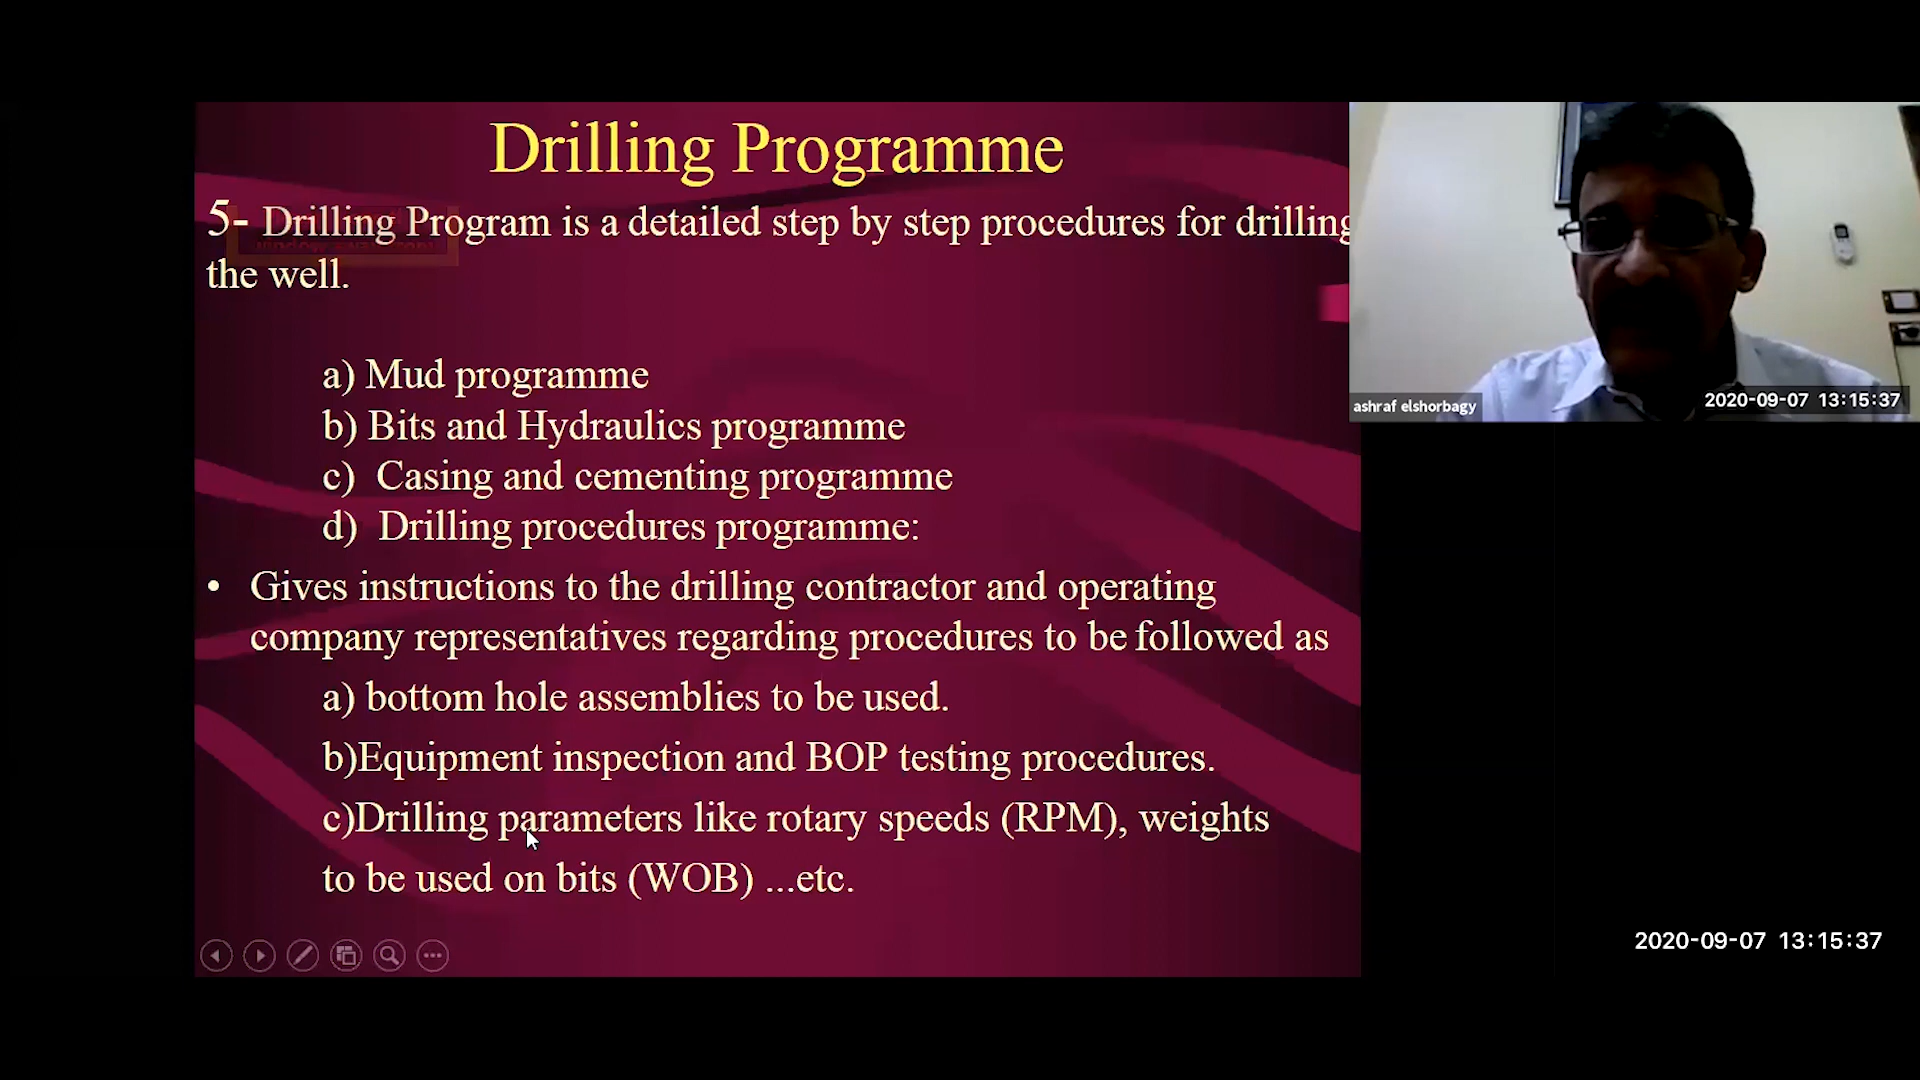 Drilling Programme
5- Drilling Program is a detailed step by step procedures for drilling
the well.
a) Mud programme
b) Bits and Hydraulics programme
c) Casing and cementing programme
d) Drilling procedures programme:
• Gives instructions to the drilling contractor and operating
company representatives regarding procedures to be followed as
a) bottom hole assemblies to be used.
b)Equipment inspection and BOP testing procedures.
c)Drilling parameters like rotary speeds (RPM), weights
to be used on bits (WOB) ...etc.
ashraf elshorbagy
2020-09-07 13:15:37
2020-09-07 13:15:37